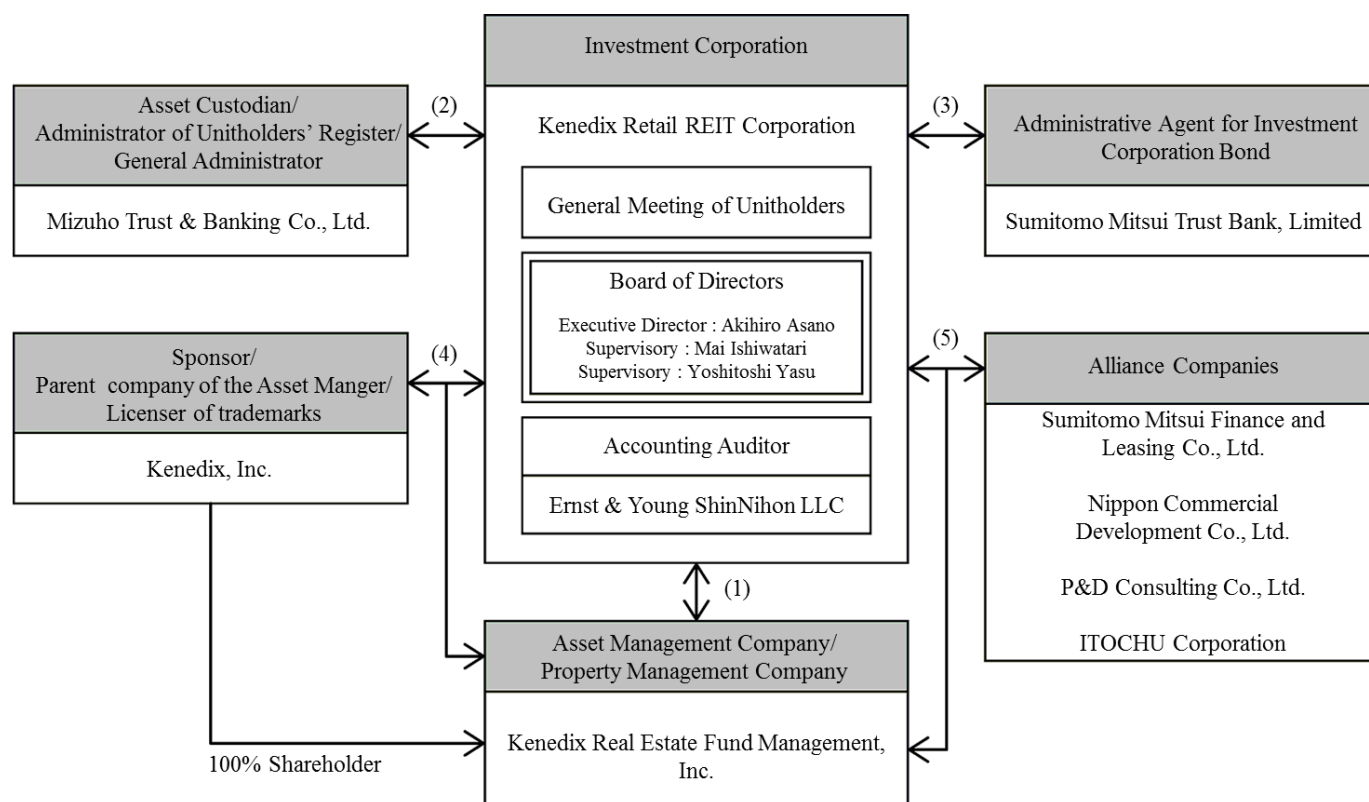 Investment Corporation
Kenedix Retail REIT Corporation
General Meeting of Unitholders
Board of Directors
Executive Director : Akihiro Asano
Supervisory : Mai Ishiwatari
Supervisory : Yoshitoshi Yasu
Accounting Auditor
Ernst & Young ShinNihon LLC
Asset Custodian/
Administrator of Unitholders’ Register/
General Administrator
Mizuho Trust & Banking Co., Ltd.
(2)
(3)
Administrative Agent for Investment
Corporation Bond
Sumitomo Mitsui Trust Bank, Limited
Sponsor/
Parent company of the Asset Manger/
Licenser of trademarks
Kenedix, Inc.
(4)
(5)
Alliance Companies
Sumitomo Mitsui Finance and
Leasing Co., Ltd.
Nippon Commercial
Development Co., Ltd.
P&D Consulting Co., Ltd.
ITOCHU Corporation
(1)
Asset Management Company/
Property Management Company
Kenedix Real Estate Fund Management,
Inc.
100% Shareholder